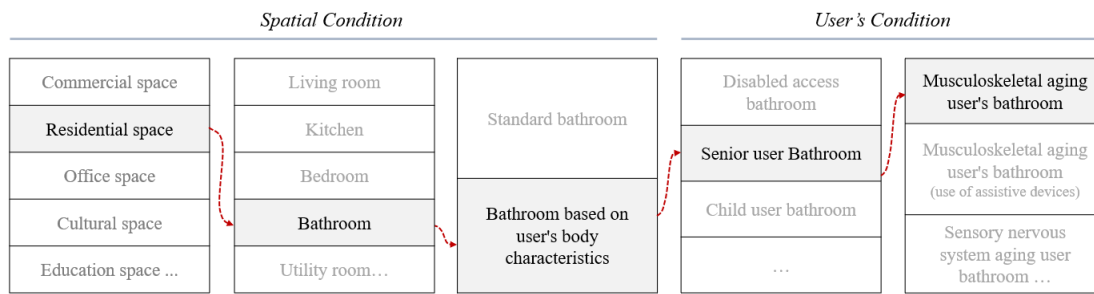 Spatial Condition
User's Condition
Commercial space
Residential space
Office space
Cultural space
Education space ...
Living room
Kitchen
Bedroom
Bathroom
Utility room…
Standard bathroom
Bathroom based on
user's body
characteristics
Disabled access
bathroom
Senior user Bathroom
Child user bathroom
…
Musculoskeletal aging
user's bathroom
Musculoskeletal aging
user's bathroom
(use of assistive devices)
Sensory nervous
system aging user
bathroom …